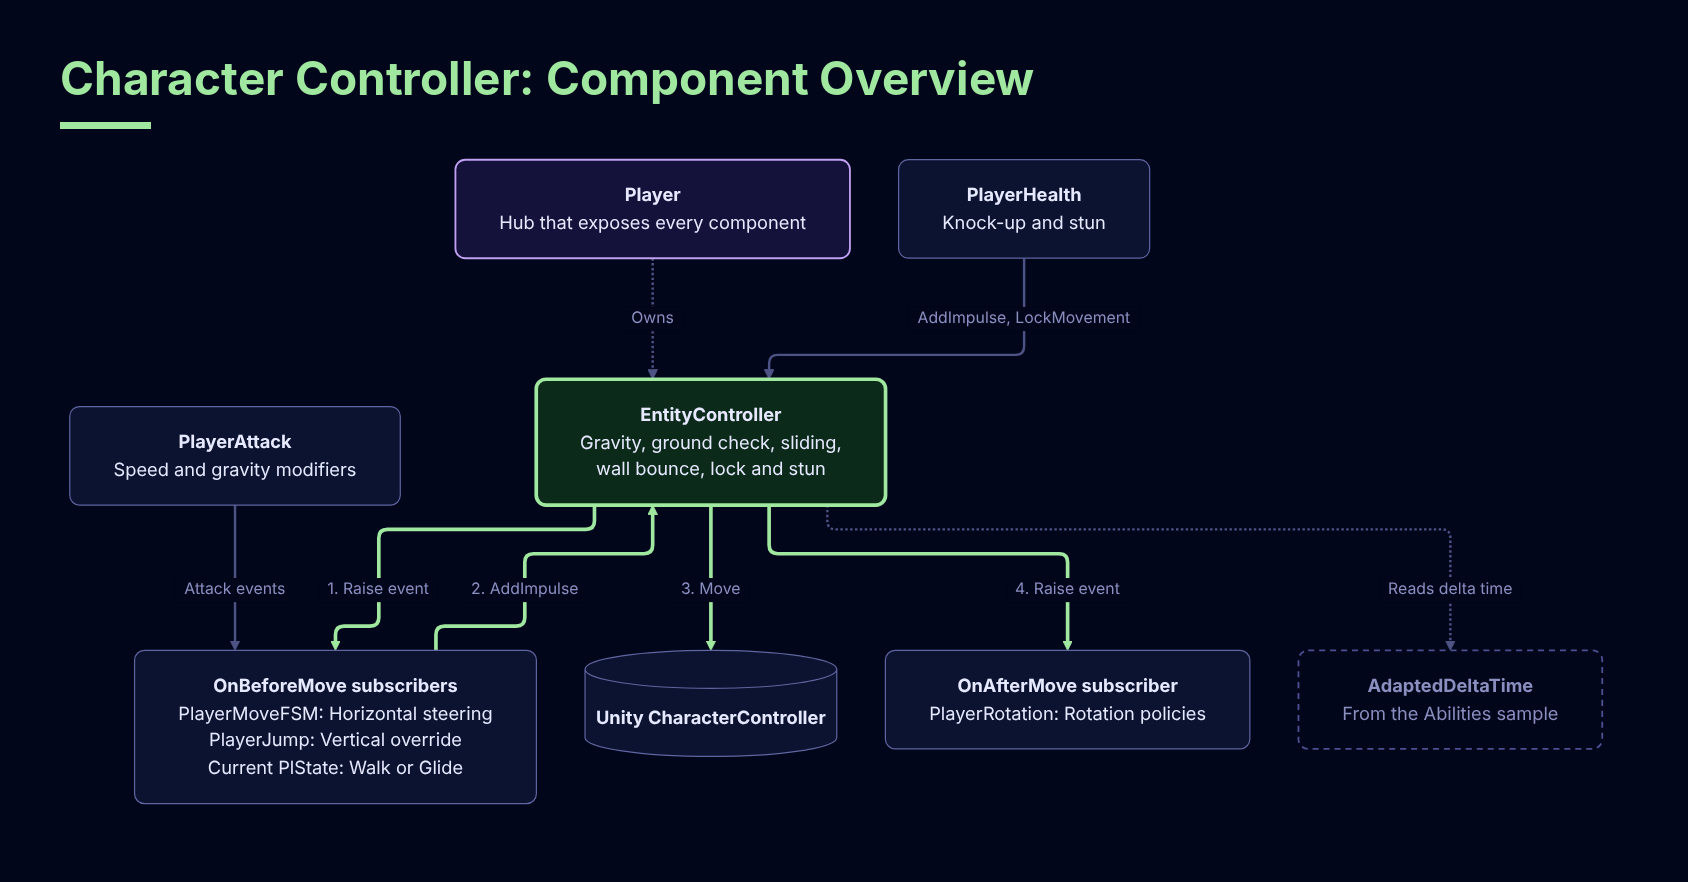 Character Controller: Component Overview
Player
Hub that exposes every component
PlayerHealth
Knock-up and stun
Owns
AddImpulse, LockMovement
EntityController
Gravity, ground check, sliding,
wall bounce, lock and stun
PlayerAttack
Speed and gravity modifiers
Attack events
1. Raise event
2. AddImpulse
3. Move
4. Raise event
Reads delta time
OnBeforeMove subscribers
PlayerMoveFSM: Horizontal steering
PlayerJump: Vertical override
Current PlState: Walk or Glide
Unity CharacterController
OnAfterMove subscriber
PlayerRotation: Rotation policies
AdaptedDeltaTime
From the Abilities sample